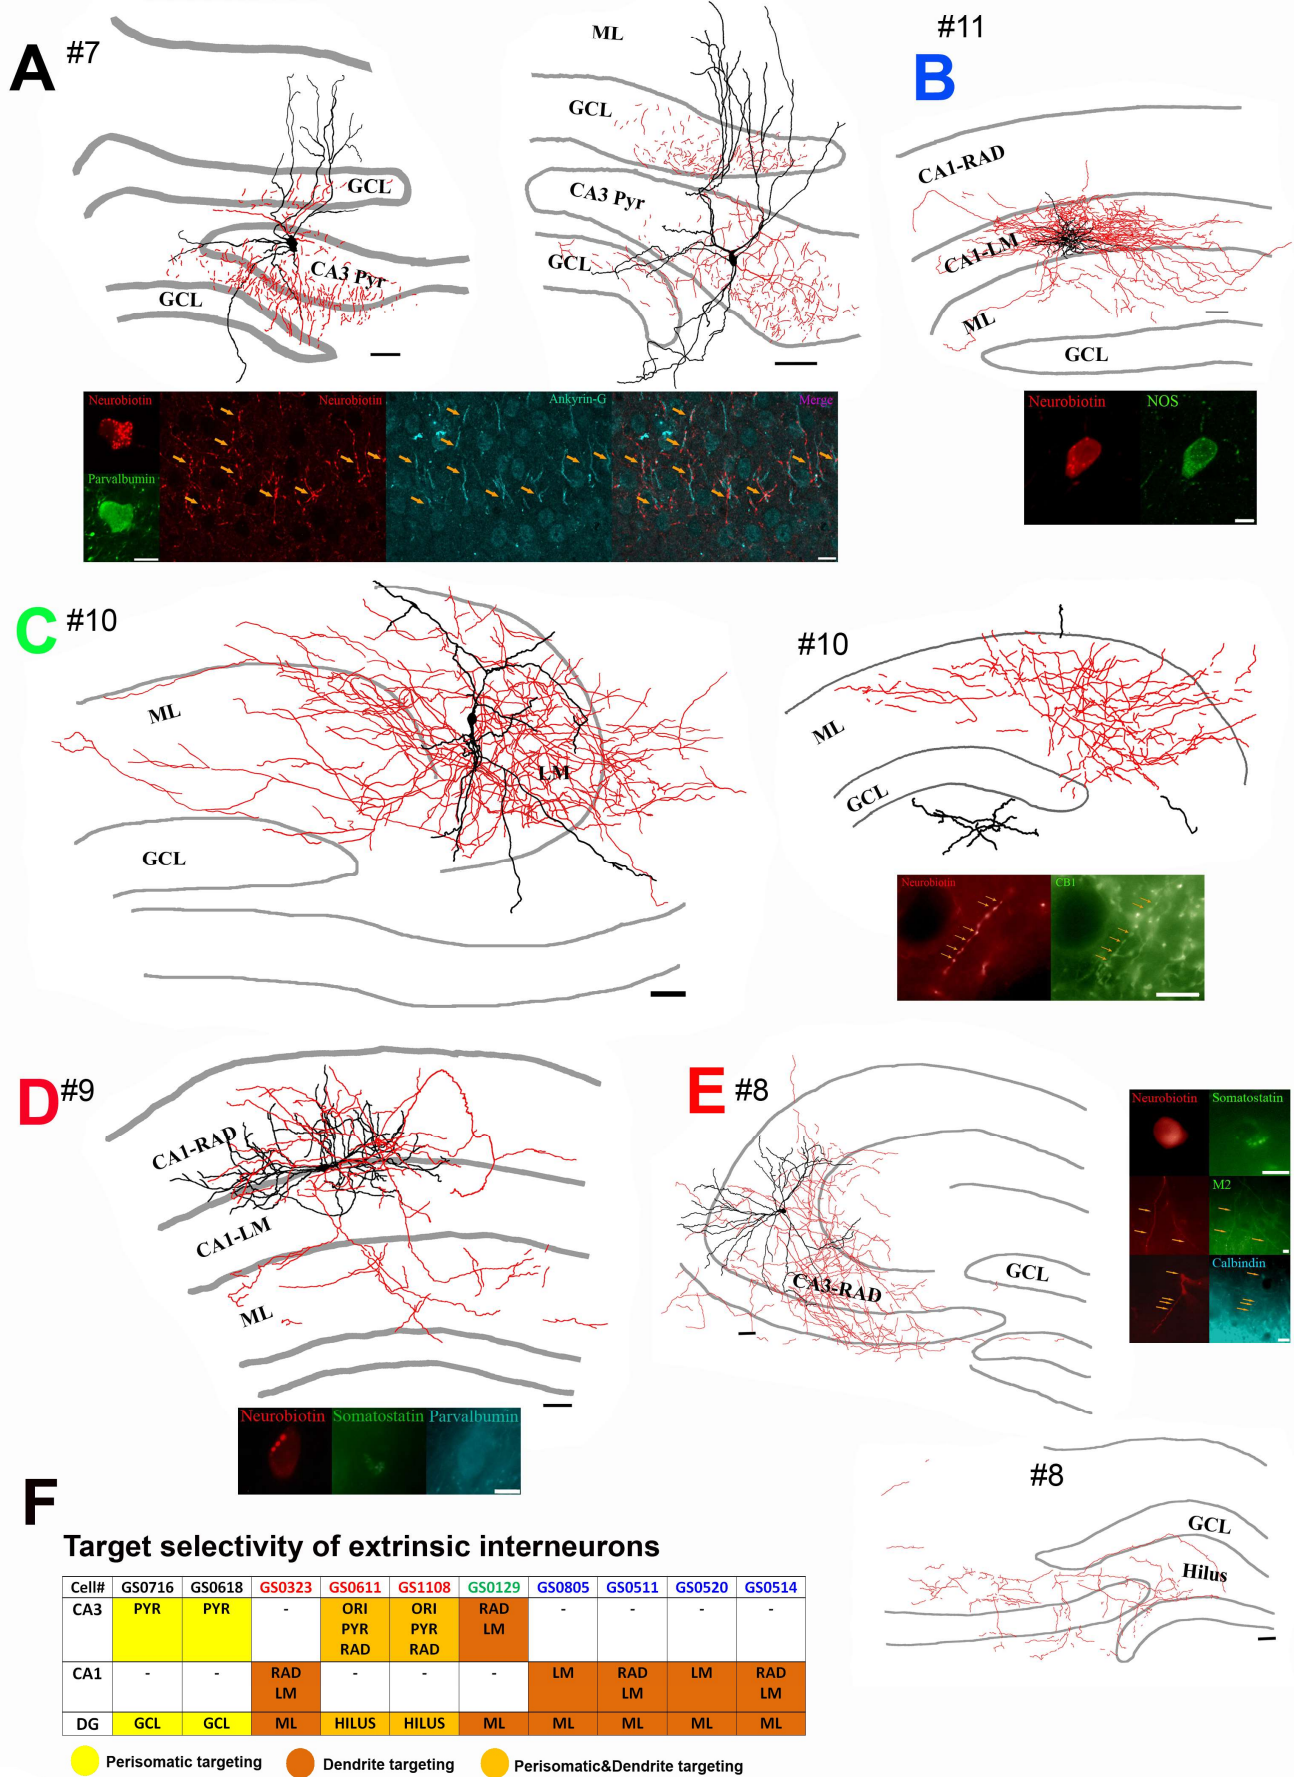 A #7
ML
GCL
GCL
CA3 Pyr
GCL
CA3 Pyr
GCL
Neurobiotin
Neurobiotin
Ankyrin-G
Merge
Parvalbumin
#11
B
CA1-RAD
CA1-LM
ML
GCL
Neurobiotin NOS
C #10
ML
LM
GCL
#10
ML
GCL
Neurobiotin CB1
D #9
CA1-RAD
CA1-LM
ML
Neurobiotin Somatostatin Parvalbumin
E #8
CA3-RAD
GCL
Neurobiotin Somatostatin
M2
Calbindin
#8
GCL
Hilus
F
Target selectivity of extrinsic interneurons
Cell# GS0716 GS0618 GS0323 GS0611 GS1108 GS0129 GS0805 GS0511 GS0520 GS0514
CA3 PYR PYR - ORI ORI RAD - - - -
PYR PYR LM
RAD RAD
CA1 - - RAD - - - LM RAD LM RAD
LM LM LM
DG GCL GCL ML HILUS HILUS ML ML ML ML ML
Perisomatic targeting Dendrite targeting Perisomatic&Dendrite targeting